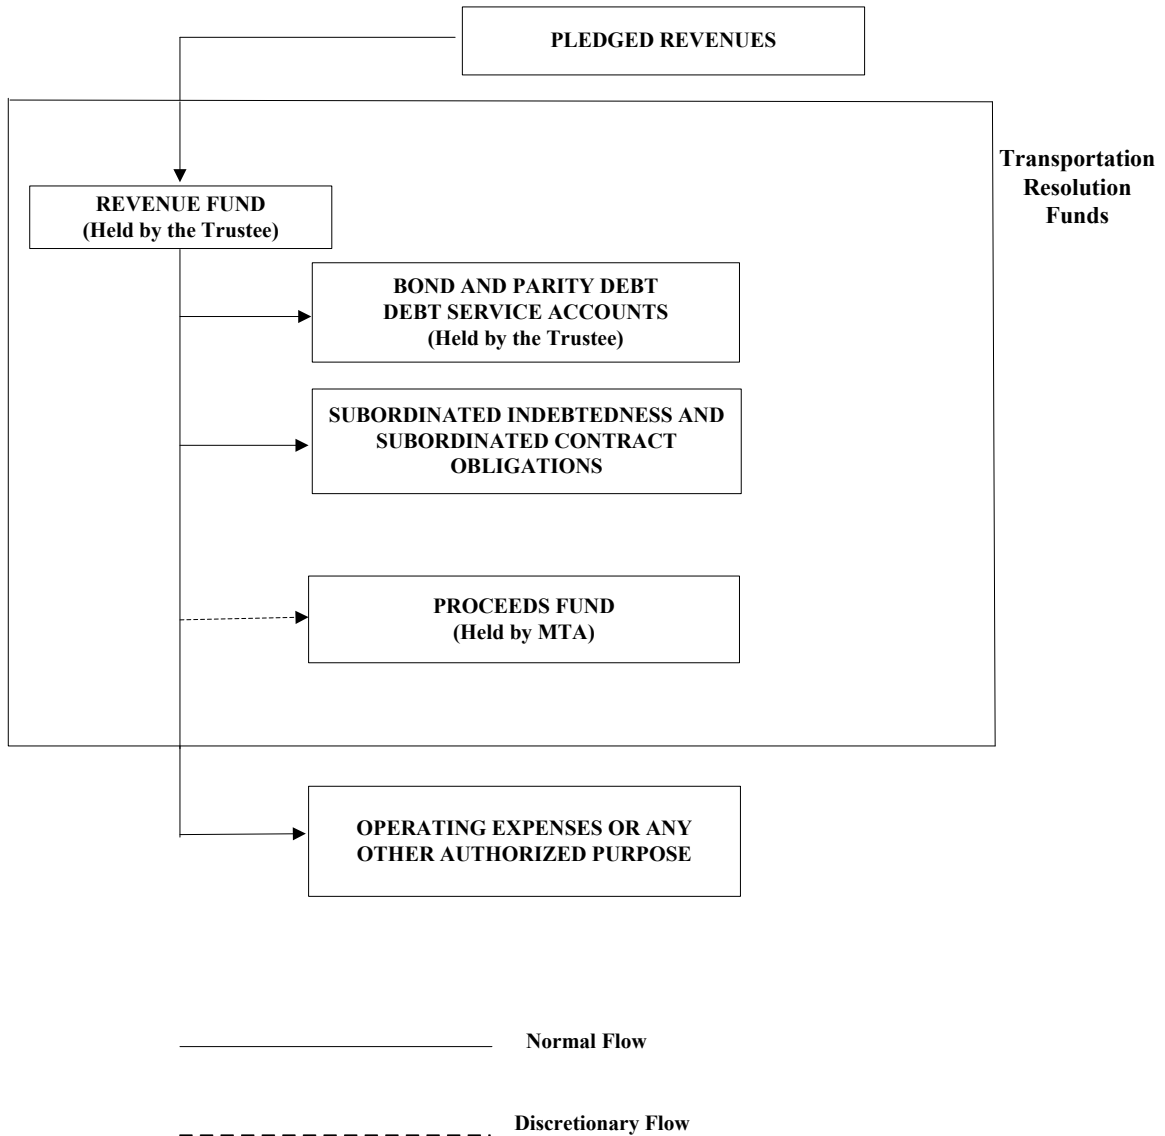 PLEDGED REVENUES
Transportation
Resolution
Funds
REVENUE FUND
(Held by the Trustee)
BOND AND PARITY DEBT
DEBT SERVICE ACCOUNTS
(Held by the Trustee)
SUBORDINATED INDEBTEDNESS AND
SUBORDINATED CONTRACT
OBLIGATIONS
PROCEEDS FUND
(Held by MTA)
OPERATING EXPENSES OR ANY
OTHER AUTHORIZED PURPOSE
Normal Flow
Discretionary Flow